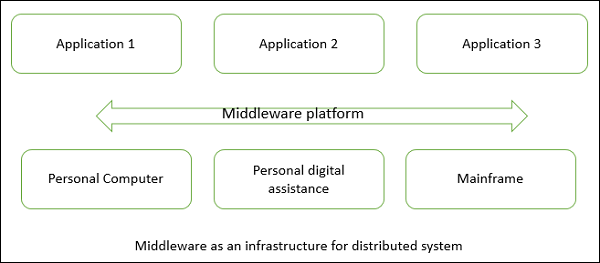 Application 1
Application 2
Application 3
Middleware platform
Personal Computer
Personal digital
assistance
Mainframe
Middleware as an infrastructure for distributed system